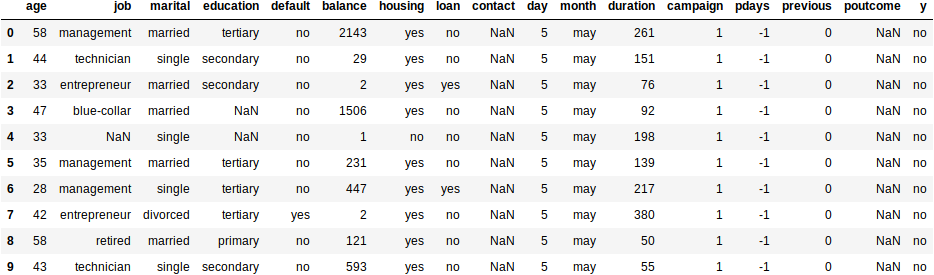 age job marital education default balance housing loan contact day month duration campaign pdays previous poutcome y
0 58 management married tertiary no 2143 yes no NaN 5 may 261 1 -1 0 NaN no
1 44 technician single secondary no 29 yes no NaN 5 may 151 1 -1 0 NaN no
2 33 entrepreneur married secondary no 2 yes yes NaN 5 may 76 1 -1 0 NaN no
3 47 blue-collar married NaN no 1506 yes no NaN 5 may 92 1 -1 0 NaN no
4 33 NaN single NaN no 1 no no NaN 5 may 198 1 -1 0 NaN no
5 35 management married tertiary no 231 yes no NaN 5 may 139 1 -1 0 NaN no
6 28 management single tertiary no 447 yes yes NaN 5 may 217 1 -1 0 NaN no
7 42 entrepreneur divorced tertiary yes 2 yes no NaN 5 may 380 1 -1 0 NaN no
8 58 retired married primary no 121 yes no NaN 5 may 50 1 -1 0 NaN no
9 43 technician single secondary no 593 yes no NaN 5 may 55 1 -1 0 NaN no